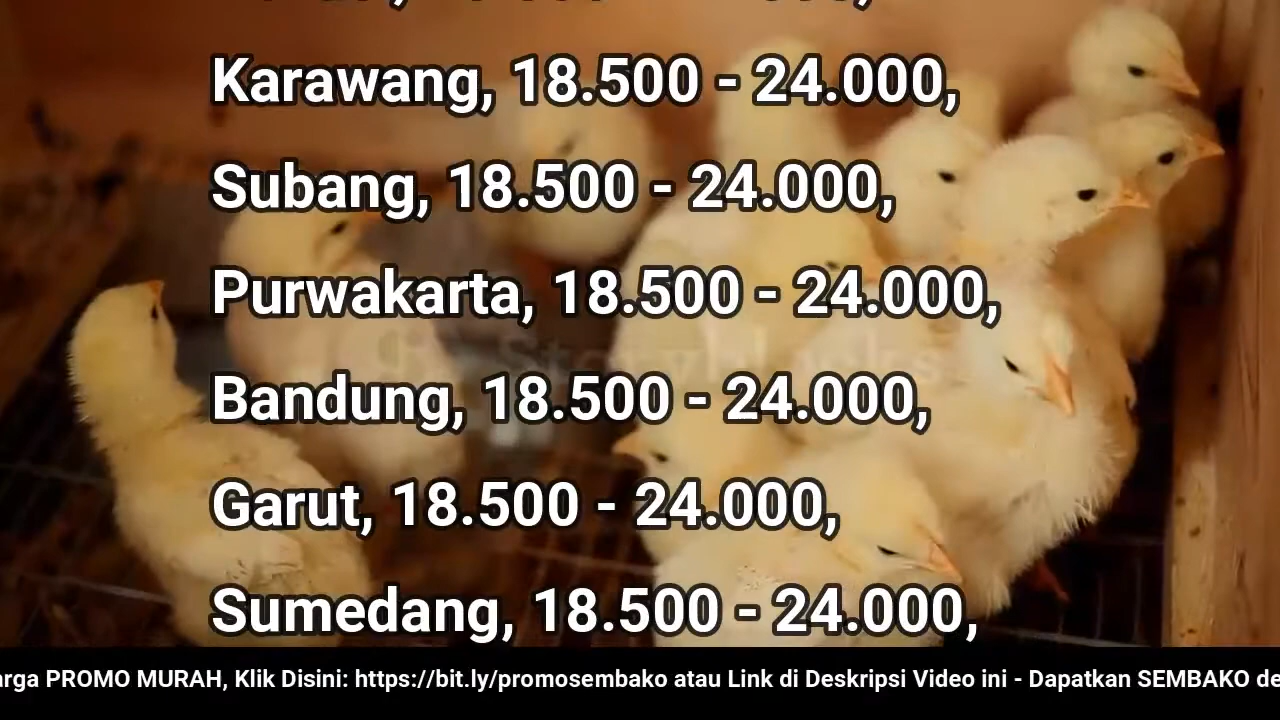 Karawang, 18.500 - 24.000,
Subang, 18.500 - 24.000,
Purwakarta, 18.500 - 24.000,
Bandung, 18.500 - 24.000,
Garut, 18.500 - 24.000,
Sumedang, 18.500 - 24.000,
PROMO MURAH, Klik Disini: https://bit.ly/promosembako atau Link di Deskripsi Video ini - Dapatkan SEMBAKO